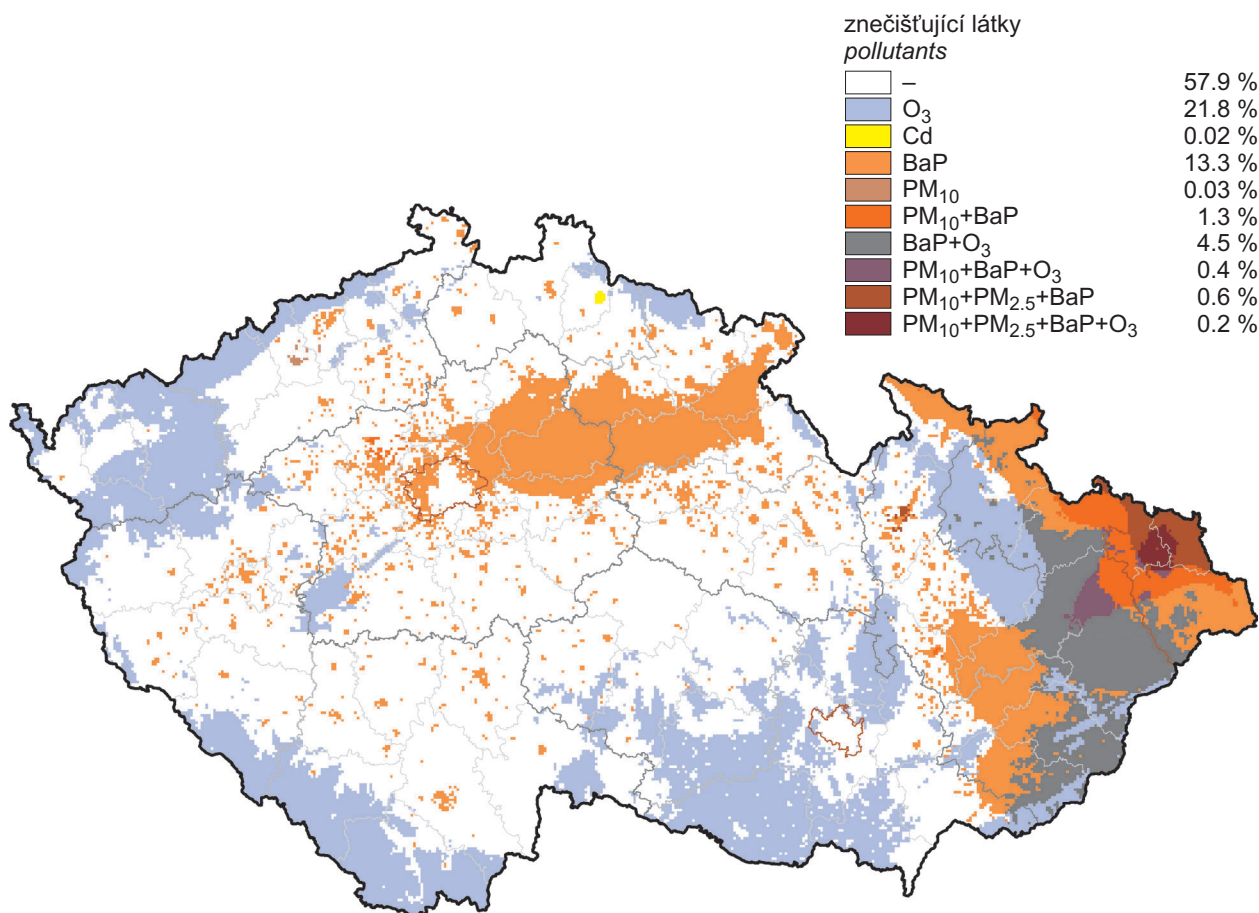 znečišťující látky
pollutants
– 57.9 %
O₃ 21.8 %
Cd 0.02 %
BaP 13.3 %
PM₁₀ 0.03 %
PM₁₀+BaP 1.3 %
BaP+O₃ 4.5 %
PM₁₀+BaP+O₃ 0.4 %
PM₁₀+PM₂.₅+BaP 0.6 %
PM₁₀+PM₂.₅+BaP+O₃ 0.2 %